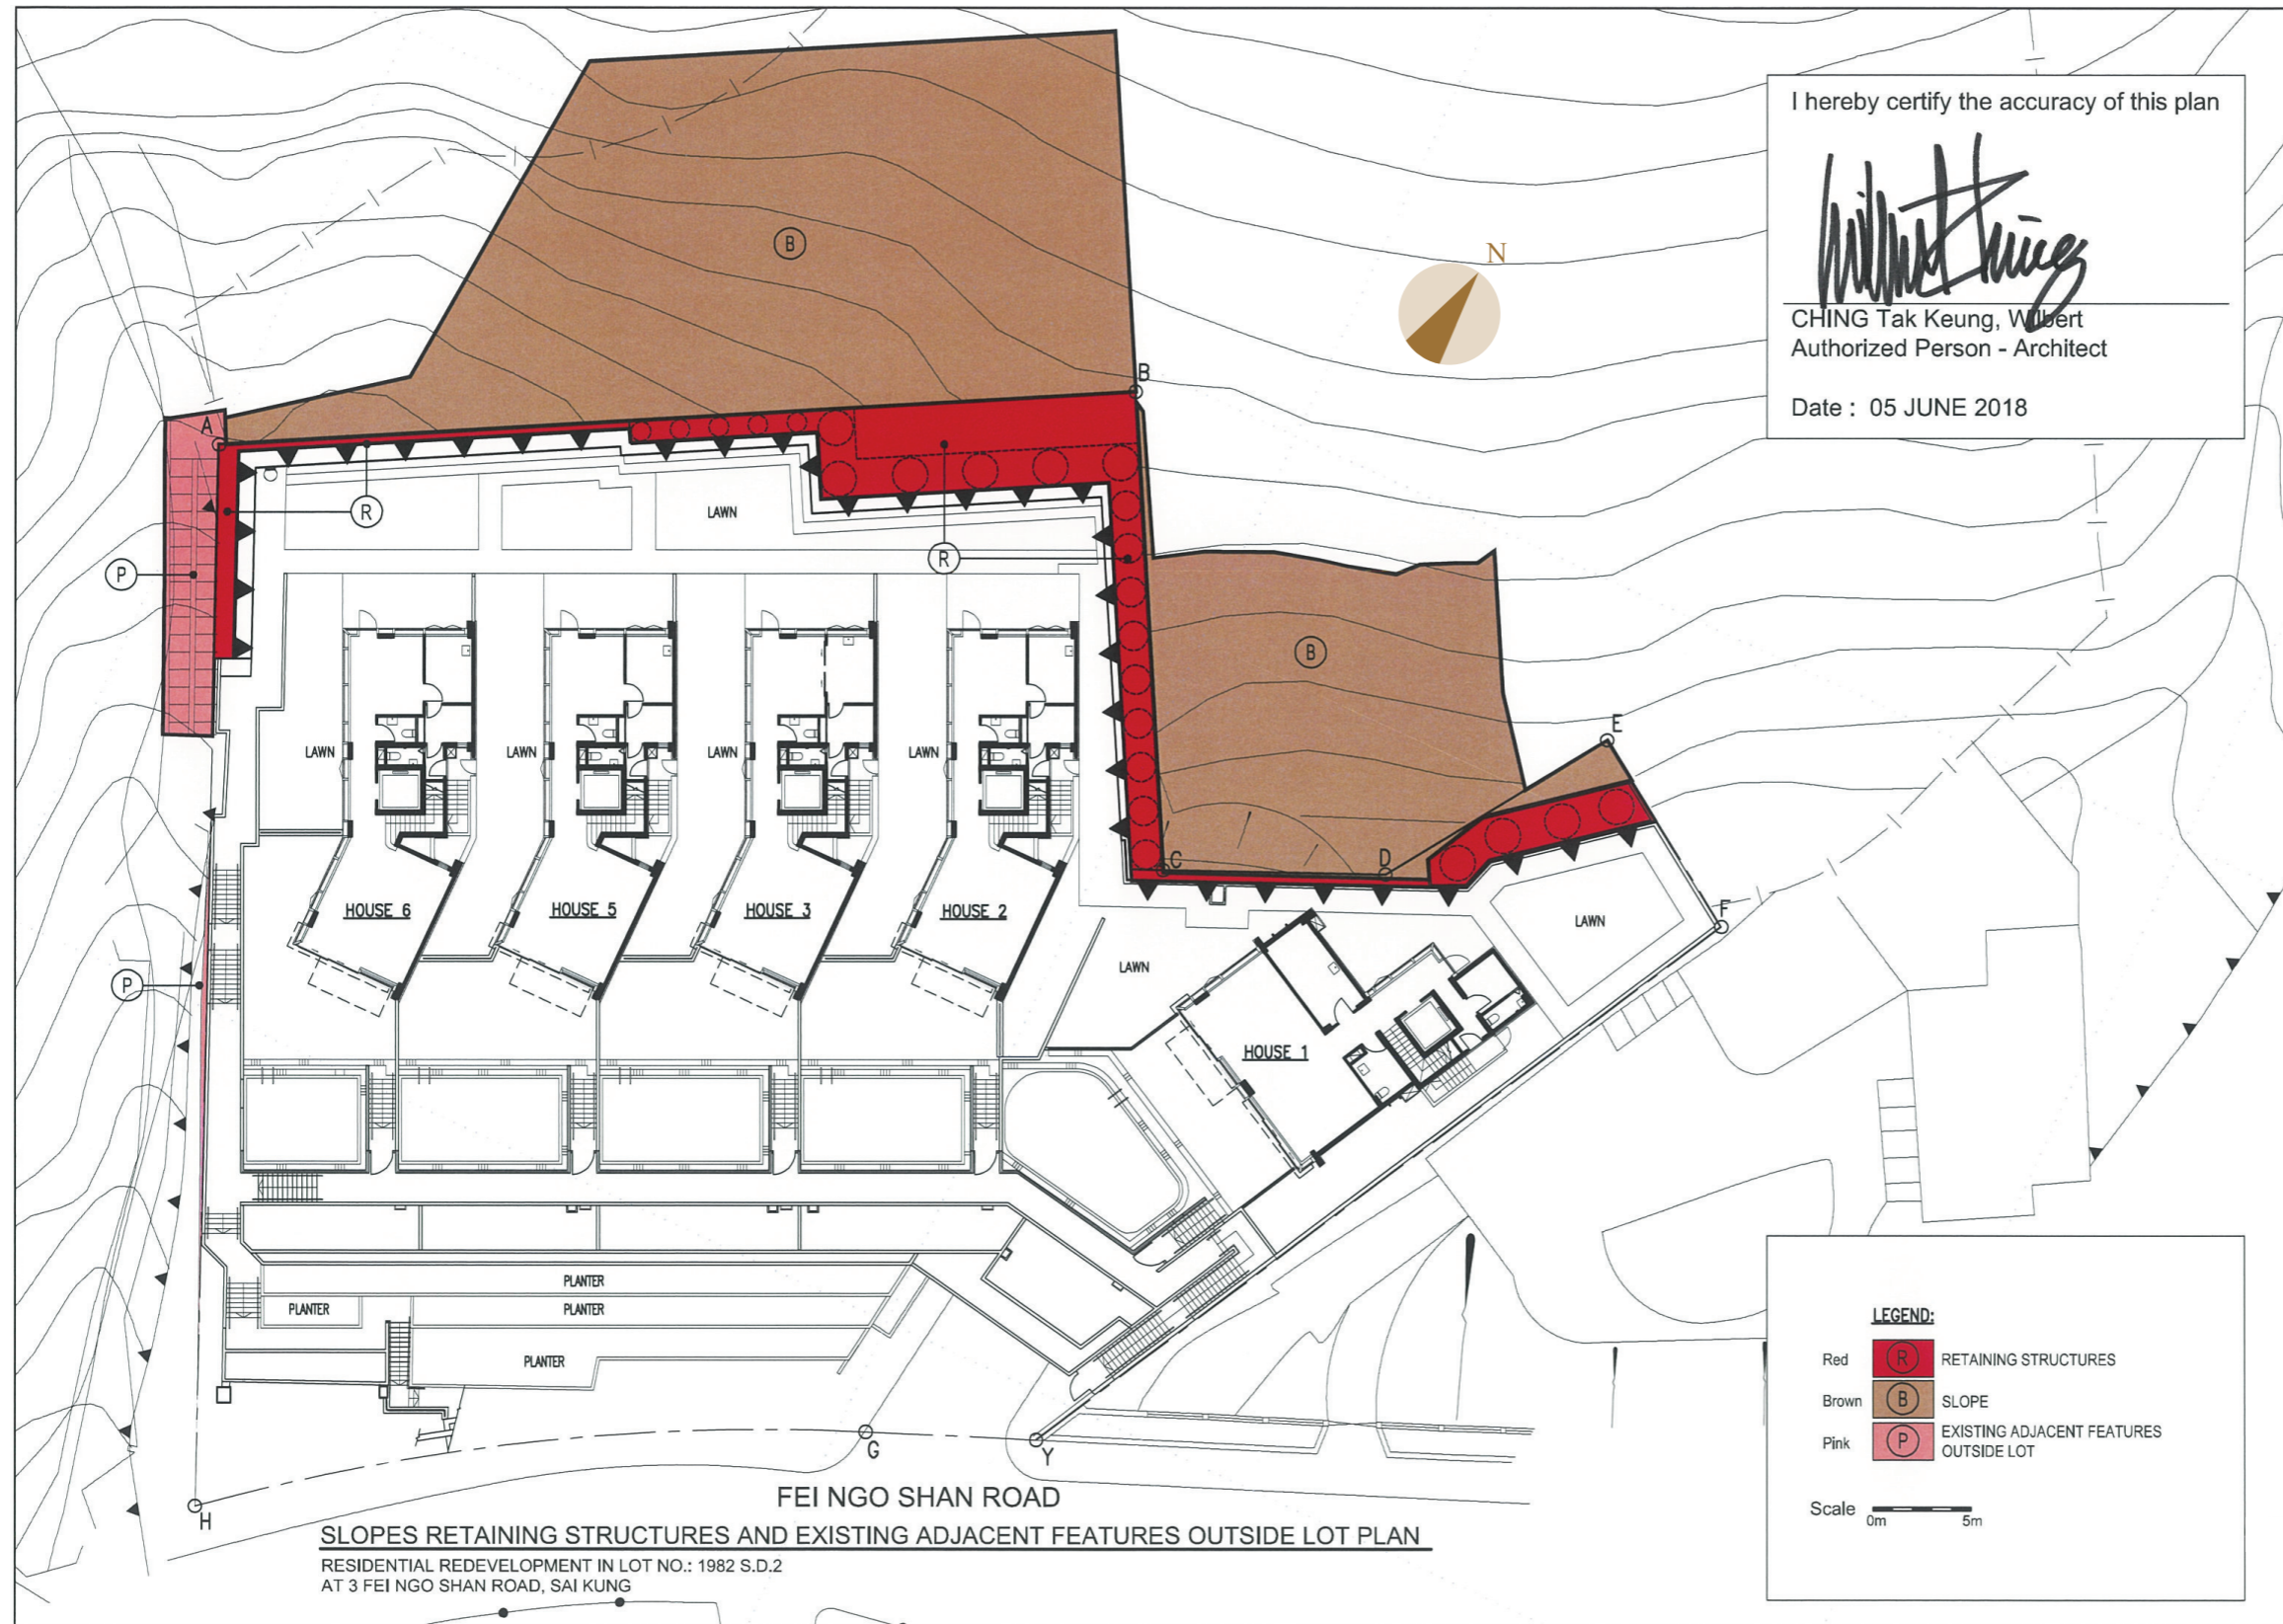 I hereby certify the accuracy of this plan
CHING Tak Keung, Wilbert
Authorized Person - Architect
Date : 05 JUNE 2018
N
B
A
B
R
LAWN
R
P
B
E
LAWN
LAWN
LAWN
LAWN
C
D
HOUSE 6
HOUSE 5
HOUSE 3
HOUSE 2
LAWN
F
LAWN
P
HOUSE 1
PLANTER
PLANTER
PLANTER
PLANTER
G
Y
H
FEI NGO SHAN ROAD
SLOPES RETAINING STRUCTURES AND EXISTING ADJACENT FEATURES OUTSIDE LOT PLAN
RESIDENTIAL REDEVELOPMENT IN LOT NO.: 1982 S.D.2
AT 3 FEI NGO SHAN ROAD, SAI KUNG
LEGEND:
Red R RETAINING STRUCTURES
Brown B SLOPE
Pink P EXISTING ADJACENT FEATURES
OUTSIDE LOT
Scale
0m 5m